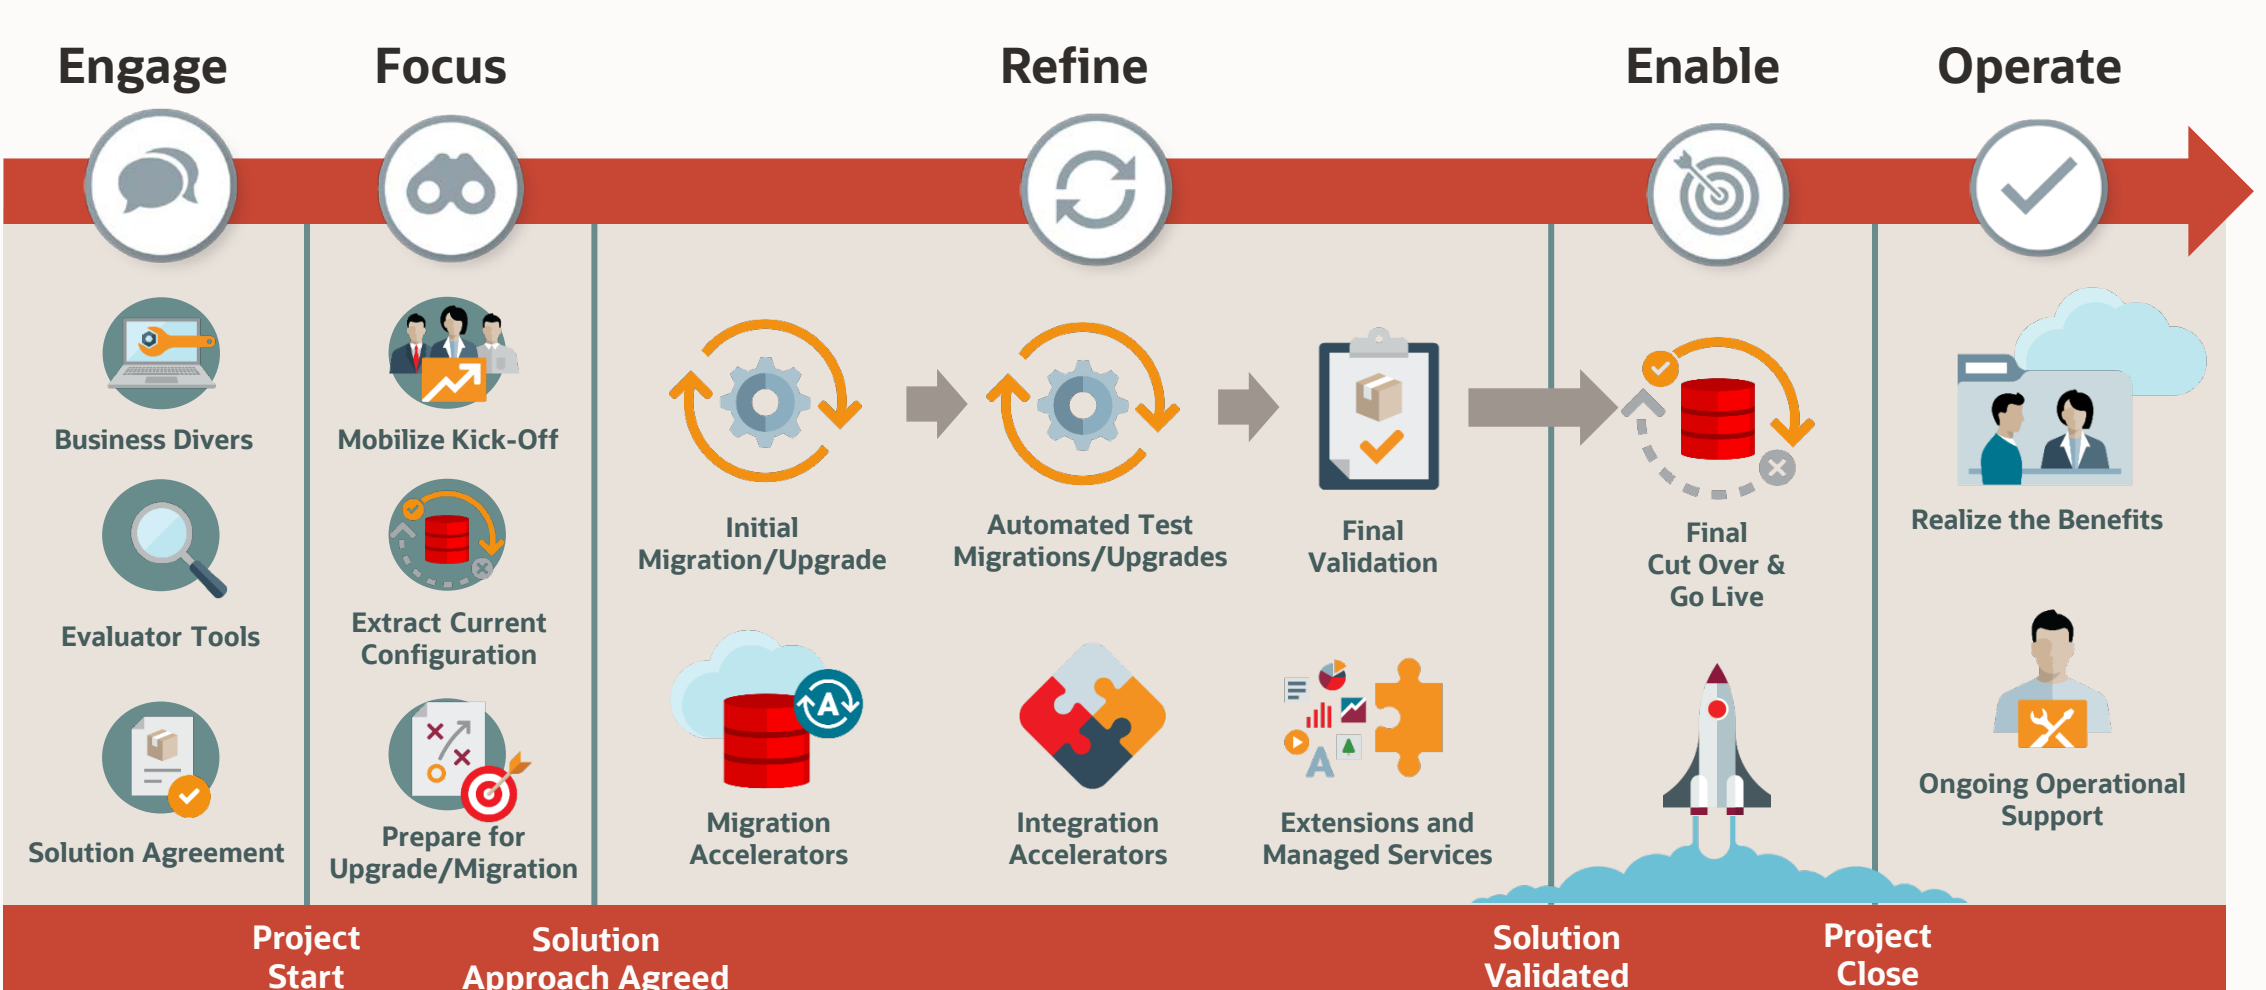 Engage
Focus
Refine
Enable
Operate
Business Divers
Evaluator Tools
Solution Agreement
Mobilize Kick-Off
Extract Current
Configuration
Prepare for
Upgrade/Migration
Initial
Migration/Upgrade
Automated Test
Migrations/Upgrades
Final
Validation
A
Migration
Accelerators
Integration
Accelerators
A
Extensions and
Managed Services
Final
Cut Over &
Go Live
Realize the Benefits
Ongoing Operational
Support
Project
Start
Solution
Approach Agreed
Solution
Validated
Project
Close